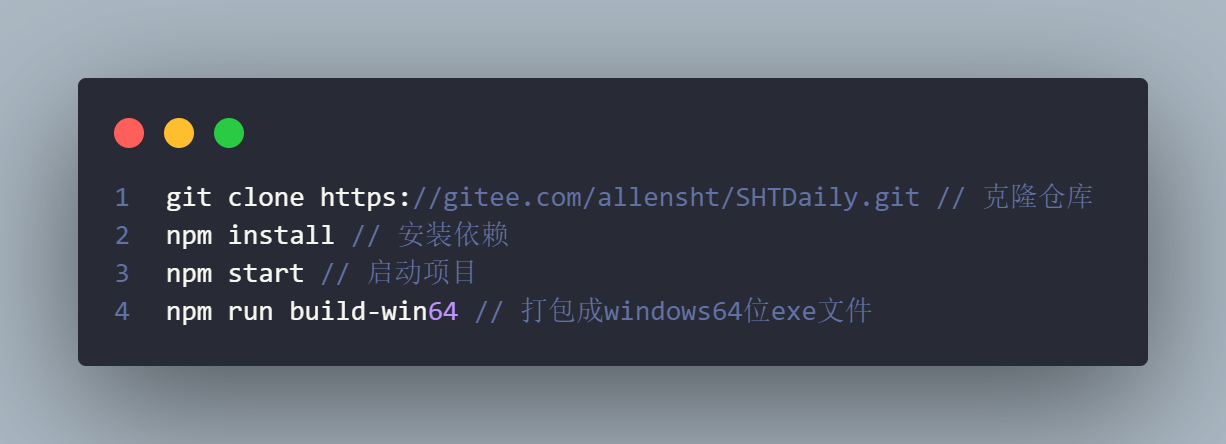 1 git clone https://gitee.com/allensht/SHTDaily.git // 克隆仓库
2 npm install // 安装依赖
3 npm start // 启动项目
4 npm run build-win64 // 打包成windows64位exe文件